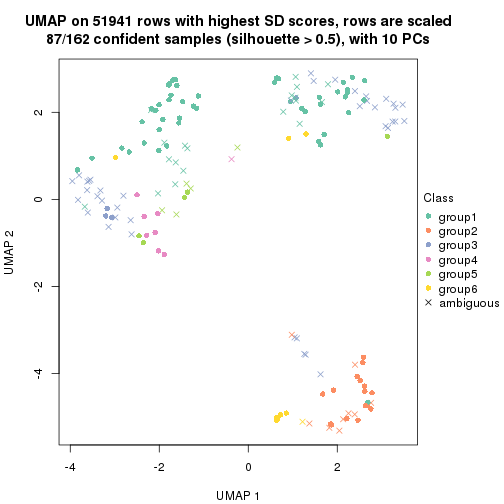 UMAP on 51941 rows with highest SD scores, rows are scaled
87/162 confident samples (silhouette > 0.5), with 10 PCs
2
0
-2
-4
UMAP 2
-4
-2
0
2
UMAP 1
Class
group1
group2
group3
group4
group5
group6
ambiguous